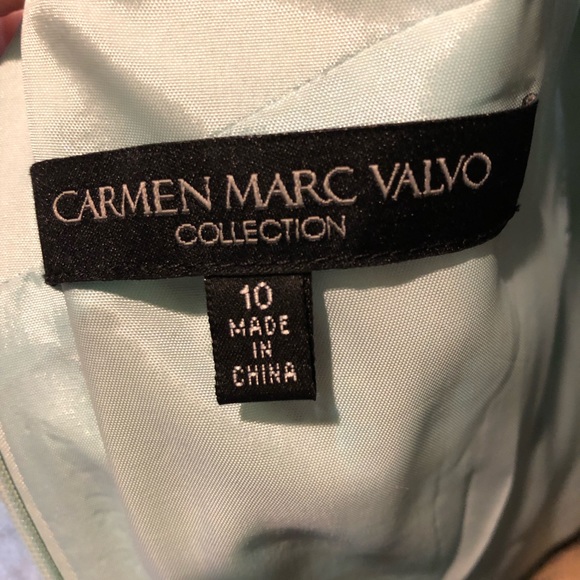 CARMEN MARC VALVO
COLLECTION
10
MADE
IN
CHINA